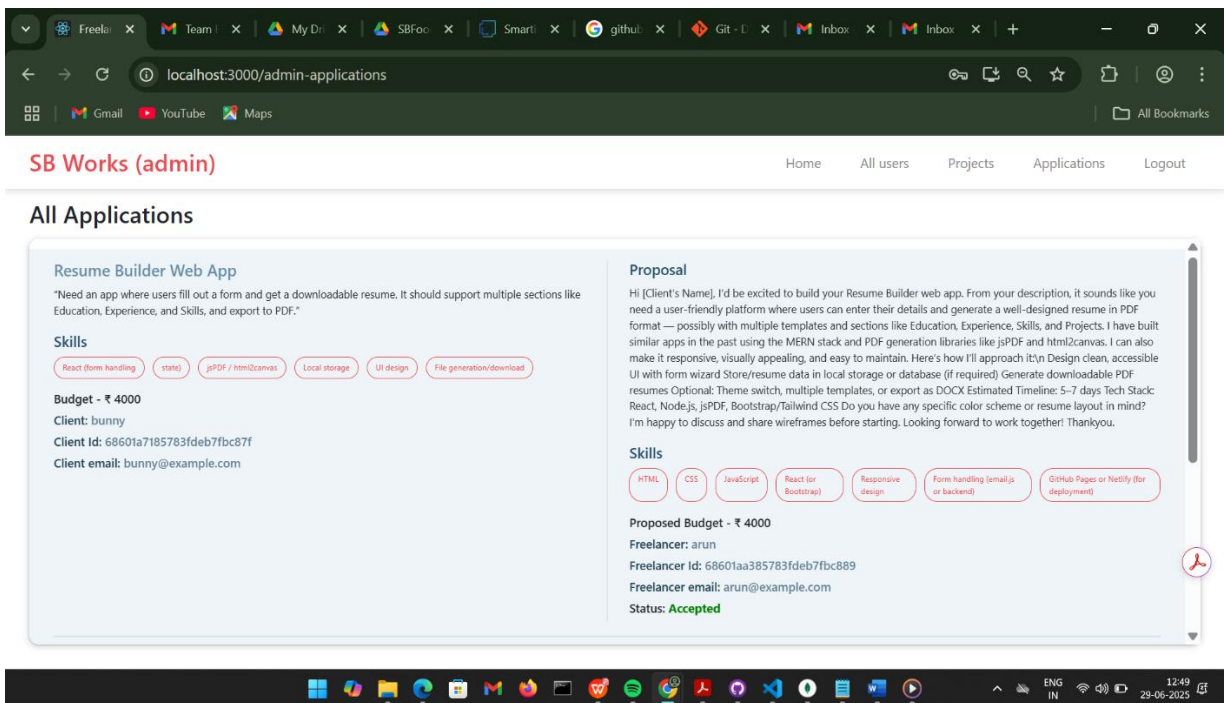 Freelan
Team I
My Dri
SBFoo
Smarti
github
Git - D
Inbox
Inbox
localhost:3000/admin-applications
Gmail
YouTube
Maps
All Bookmarks
SB Works (admin)
Home
All users
Projects
Applications
Logout
All Applications
Resume Builder Web App
“Need an app where users fill out a form and get a downloadable resume. It should support multiple sections like
Education, Experience, and Skills, and export to PDF.”
Skills
React (form handling
state)
jsPDF / html2canvas
Local storage
UI design
File generation/download
Budget - ₹ 4000
Client: bunny
Client Id: 68601a7185783fdeb7fbc87f
Client email: bunny@example.com
Proposal
Hi [Client's Name], I'd be excited to build your Resume Builder web app. From your description, it sounds like you
need a user-friendly platform where users can enter their details and generate a well-designed resume in PDF
format — possibly with multiple templates and sections like Education, Experience, Skills, and Projects. I have built
similar apps in the past using the MERN stack and PDF generation libraries like jsPDF and html2canvas. I can also
make it responsive, visually appealing, and easy to maintain. Here's how I'll approach it:\n Design clean, accessible
UI with form wizard Store/resume data in local storage or database (if required) Generate downloadable PDF
resumes Optional: Theme switch, multiple templates, or export as DOCX Estimated Timeline: 5–7 days Tech Stack:
React, Node.js, jsPDF, Bootstrap/Tailwind CSS Do you have any specific color scheme or resume layout in mind?
I'm happy to discuss and share wireframes before starting. Looking forward to work together! Thankyou.
Skills
HTML
CSS
JavaScript
React (or
Bootstrap)
Responsive
design
Form handling (email.js
or backend)
GitHub Pages or Netlify (for
deployment)
Proposed Budget - ₹ 4000
Freelancer: arun
Freelancer Id: 68601aa385783fdeb7fbc889
Freelancer email: arun@example.com
Status: Accepted
ENG
IN
12:49
29-06-2025